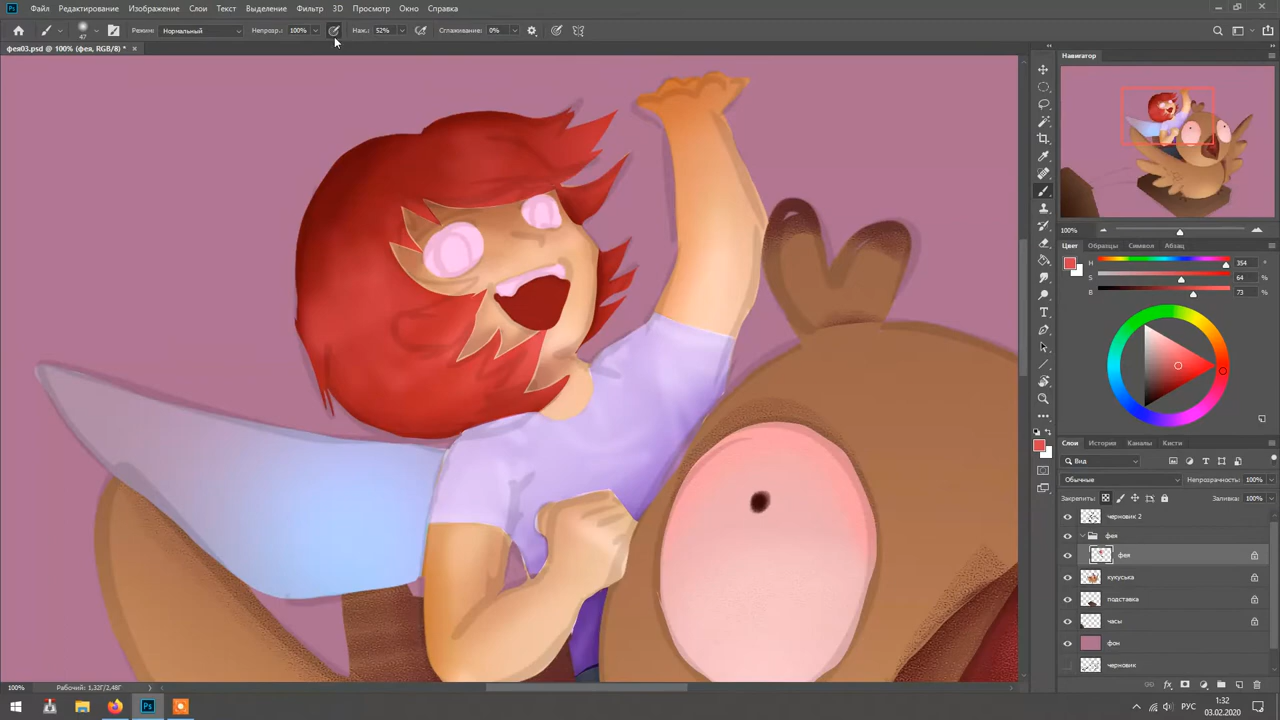 Файл Редактирование Изображение Слои Текст Выделение Фильтр 3D Просмотр Окно Справка
47 Режим: Нормальный Непрозр.: 100% Наж.: 52% Сглаживание: 0%
фея03.psd @ 100% (фея, RGB/8) *
Навигатор
100%
Цвет Образцы Символ Абзац
H 354 °
S 64 %
B 73 %
Слои История Каналы Кисти
Вид
Обычные Непрозрачность: 100%
Закрепить: Заливка: 100%
черновик 2
фея
фея
кукуська
подставка
часы
фон
черновик
100% Рабочий: 1,32Г/2,48Г
Ps РУС 1:32
03.02.2020